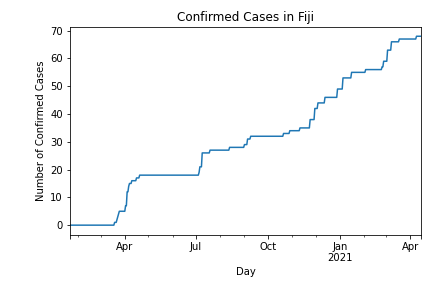 Confirmed Cases in Fiji
Number of Confirmed Cases
70
60
50
40
30
20
10
0
Apr Jul Oct Jan Apr
2021
Day